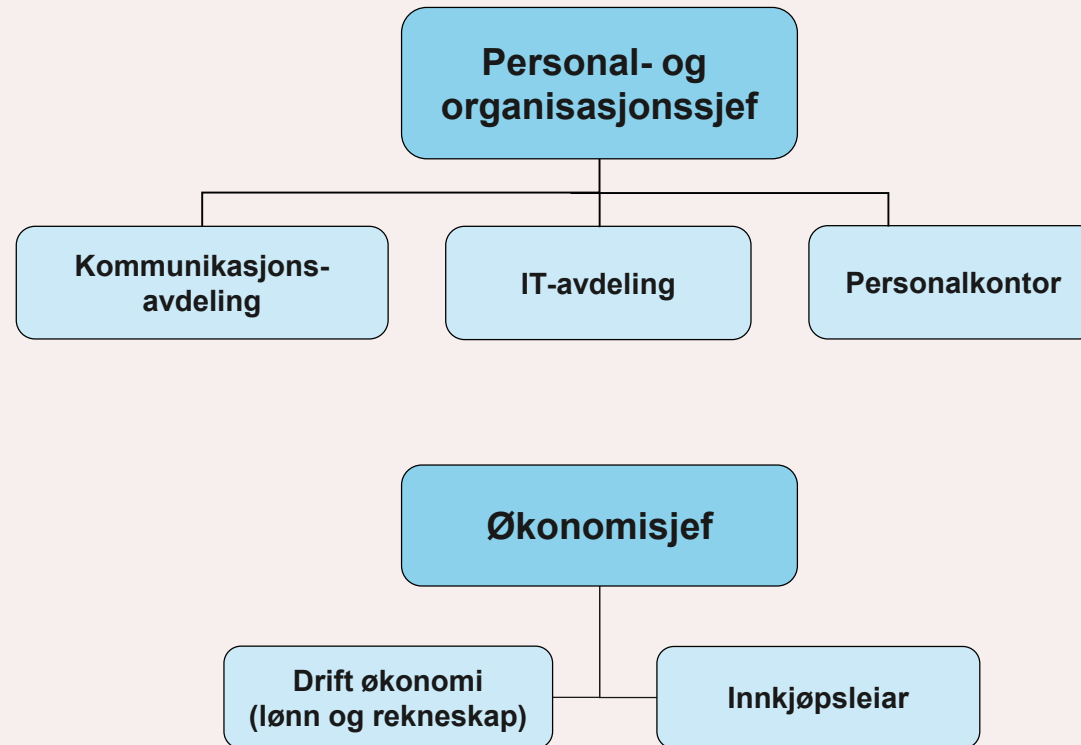 Personal- og
organisasjonssjef
Kommunikasjons-
avdeling
IT-avdeling
Personalkontor
Økonomisjef
Drift økonomi
(lønn og rekneskap)
Innkjøpsleiar